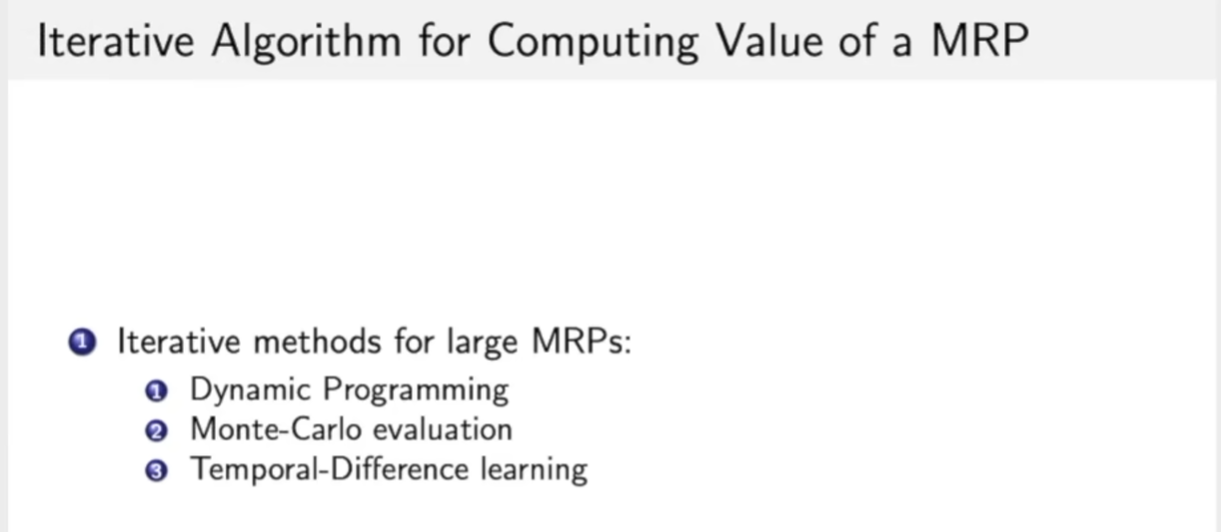 Iterative Algorithm for Computing Value of a MRP
1 Iterative methods for large MRPs:
1 Dynamic Programming
2 Monte-Carlo evaluation
3 Temporal-Difference learning